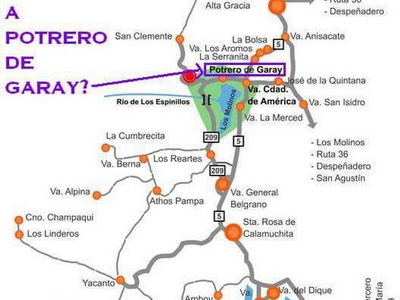 A
POTRERO
DE
GARAY?
Alta Gracia
- Ruta 36
- Despeñadero
San Clemente
La Bolsa
5
Va. Anisacate
Va. Los Aromos
La Serranita
Potrero de Garay
José de la Quintana
Río de Los Espinillos
][
Los Molinos
Va. Cdad.
de América
Va. San Isidro
Va. La Merced
La Cumbrecita
209
5
- Los Molinos
- Ruta 36
- Despeñadero
- San Agustín
Va. Berna
Los Reartes
209
Va. Alpina
Athos Pampa
Va. General
Belgrano
Cno. Champaqui
5
Los Linderos
Sta. Rosa de
Calamuchita
Yacanto
Va.
Va. del Dique
Amboy